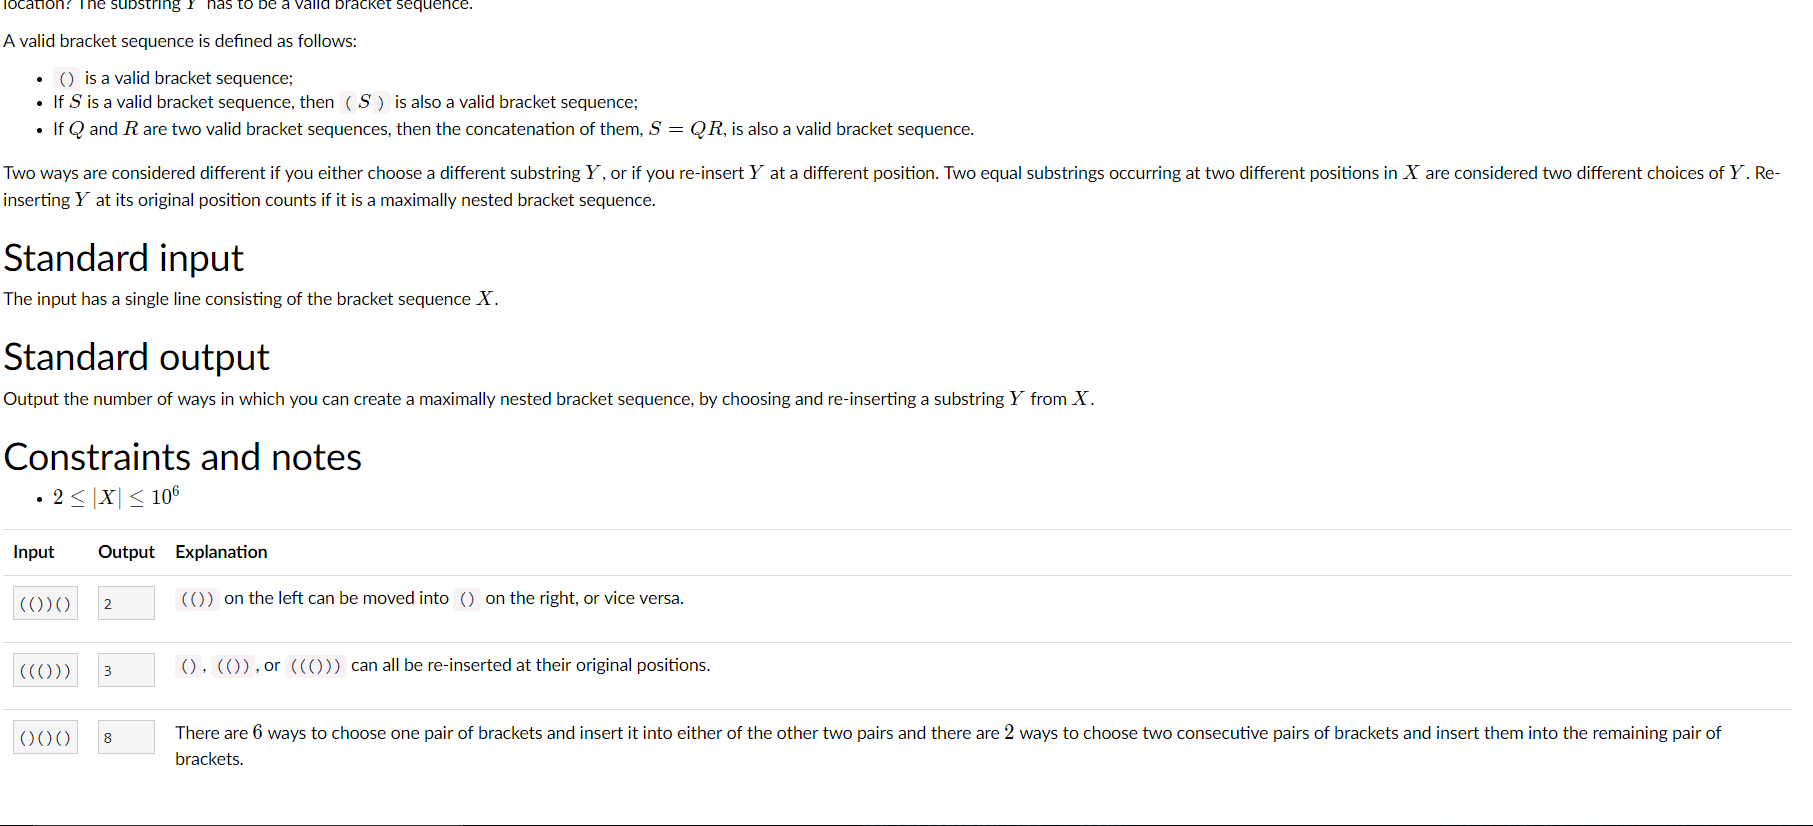 location? The substring Y has to be a valid bracket sequence.
A valid bracket sequence is defined as follows:
• () is a valid bracket sequence;
• If S is a valid bracket sequence, then ( S ) is also a valid bracket sequence;
• If Q and R are two valid bracket sequences, then the concatenation of them, S = QR, is also a valid bracket sequence.
Two ways are considered different if you either choose a different substring Y, or if you re-insert Y at a different position. Two equal substrings occurring at two different positions in X are considered two different choices of Y. Re-
inserting Y at its original position counts if it is a maximally nested bracket sequence.
Standard input
The input has a single line consisting of the bracket sequence X.
Standard output
Output the number of ways in which you can create a maximally nested bracket sequence, by choosing and re-inserting a substring Y from X.
Constraints and notes
• 2 ≤ |X| ≤ 10⁶
Input Output Explanation
(())() 2 (()) on the left can be moved into () on the right, or vice versa.
((())) 3 (), (()), or ((())) can all be re-inserted at their original positions.
()()() 8 There are 6 ways to choose one pair of brackets and insert it into either of the other two pairs and there are 2 ways to choose two consecutive pairs of brackets and insert them into the remaining pair of
brackets.